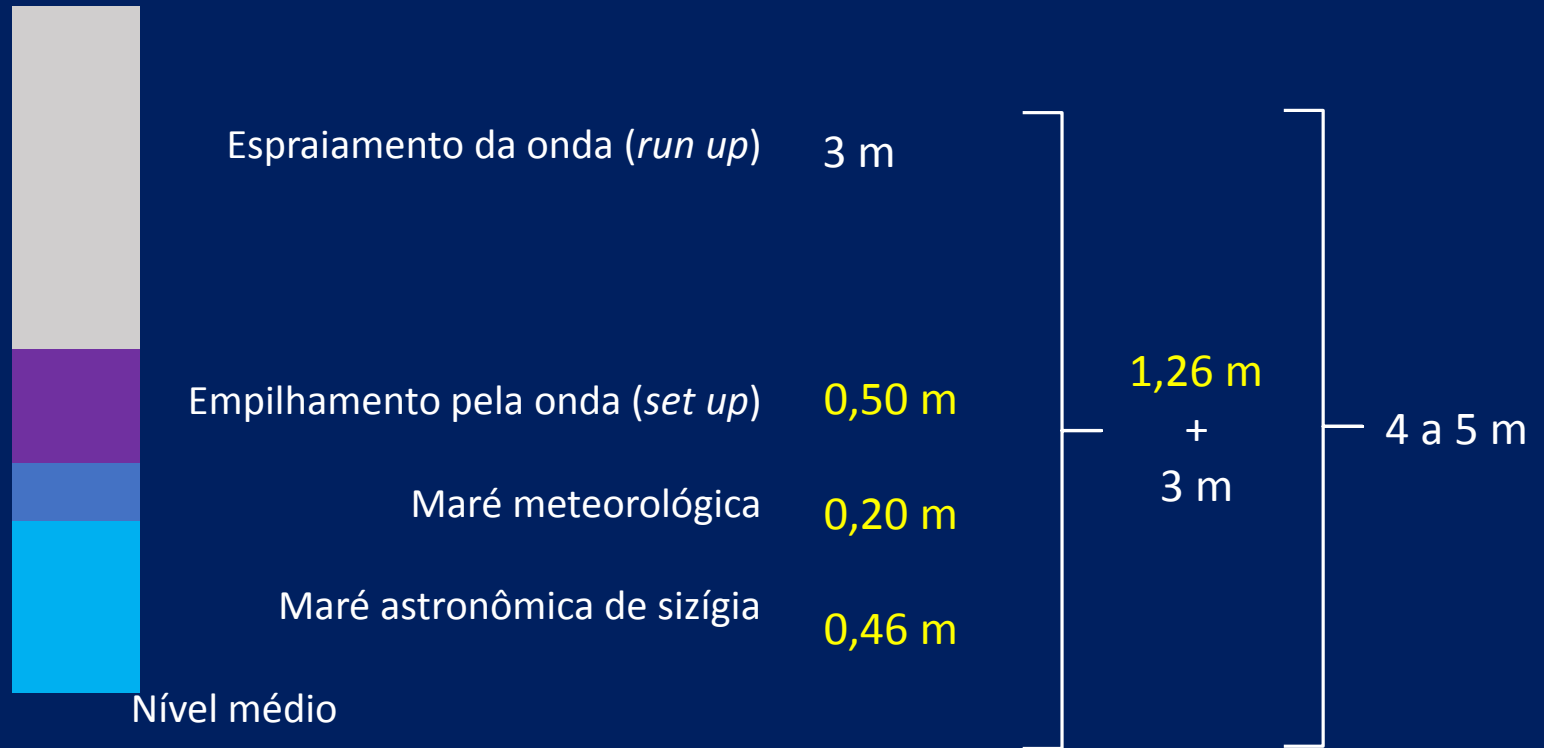 Espraiamento da onda (run up) 3 m
Empilhamento pela onda (set up) 0,50 m
Maré meteorológica 0,20 m
Maré astronômica de sizígia 0,46 m
Nível médio
1,26 m
+
3 m
4 a 5 m